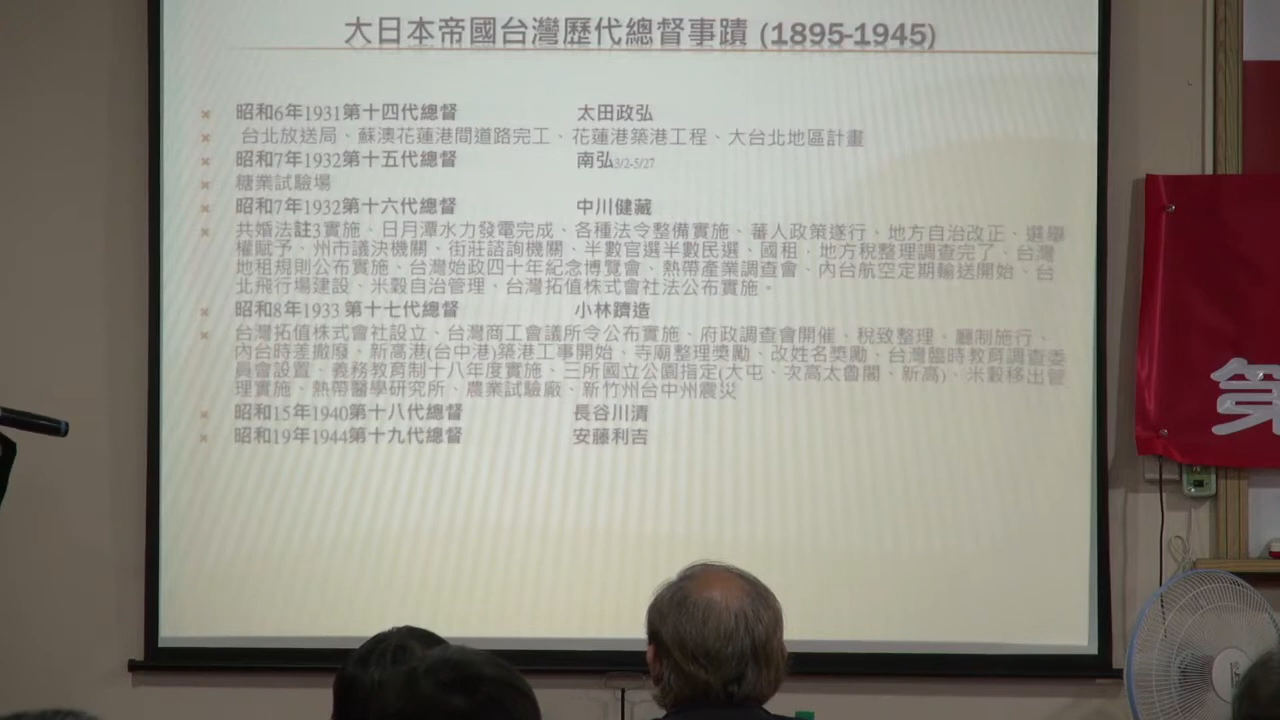 大日本帝國台灣歷代總督事蹟 (1895-1945)
昭和6年1931第十四代總督 太田政弘
台北放送局、蘇澳花蓮港間道路完工、花蓮港築港工程、大台北地區計畫
昭和7年1932第十五代總督 南弘3/2-5/27
糖業試驗場
昭和7年1932第十六代總督 中川健藏
共婚法註3實施、日月潭水力發電完成、各種法令整備實施、蕃人政策遂行、地方自治改正、選舉
權賦予、州市議決機關、街莊諮詢機關、半數官選半數民選、國租、地方稅整理調查完了、台灣
地租規則公布實施、台灣始政四十年紀念博覽會、熱帶產業調查會、內台航空定期輸送開始、台
北飛行場建設、米穀自治管理、台灣拓值株式會社法公布實施。
昭和8年1933 第十七代總督 小林躋造
台灣拓值株式會社設立、台灣商工會議所令公布實施、府政調查會開催、稅致整理、廳制施行、
內台時差撤廢、新高港(台中港)築港工事開始、寺廟整理獎勵、改姓名獎勵、台灣臨時教育調查委
員會設置、義務教育制十八年度實施、三所國立公園指定(大屯、次高太魯閣、新高)、米穀移出管
理實施、熱帶醫學研究所、農業試驗廠、新竹州台中州震災
昭和15年1940第十八代總督 長谷川清
昭和19年1944第十九代總督 安藤利吉
第